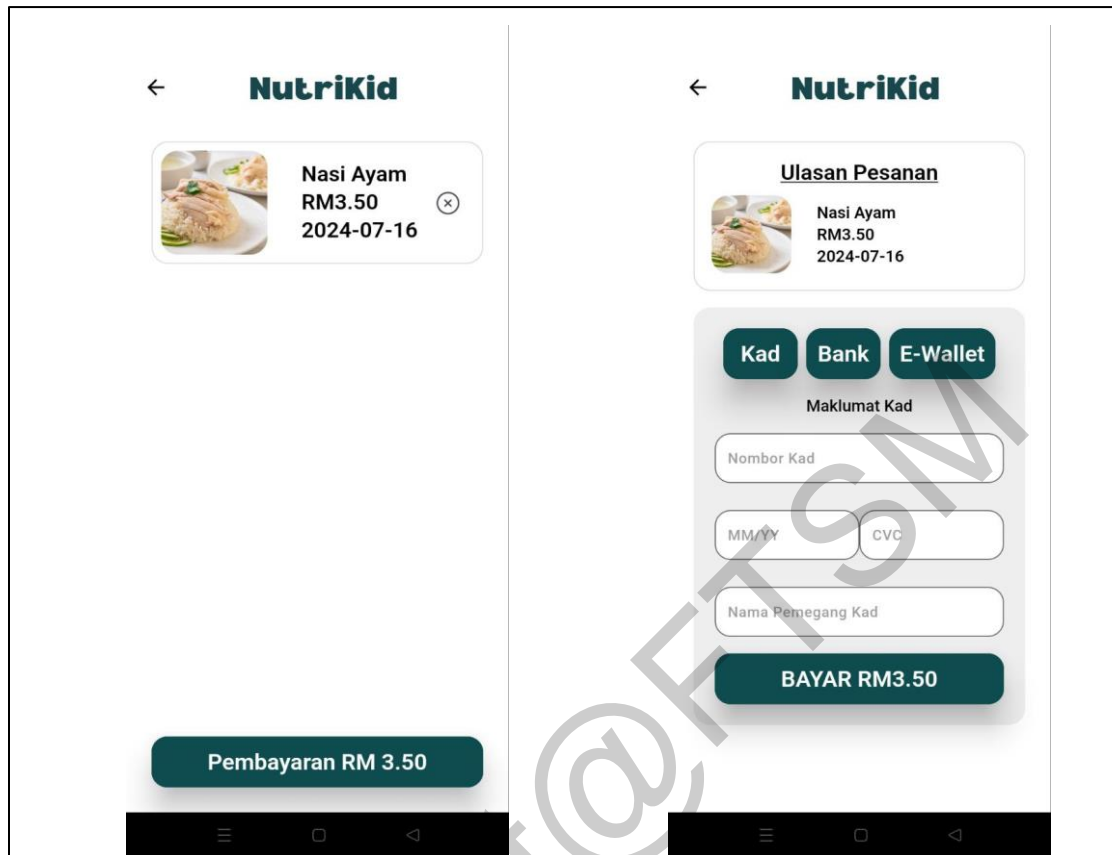 NutriKid
Nasi Ayam
RM3.50
2024-07-16
Pembayaran RM 3.50
NutriKid
Ulasan Pesanan
Nasi Ayam
RM3.50
2024-07-16
Kad Bank E-Wallet
Maklumat Kad
Nombor Kad
MM/YY CVC
Nama Pemegang Kad
BAYAR RM3.50
@FTSM